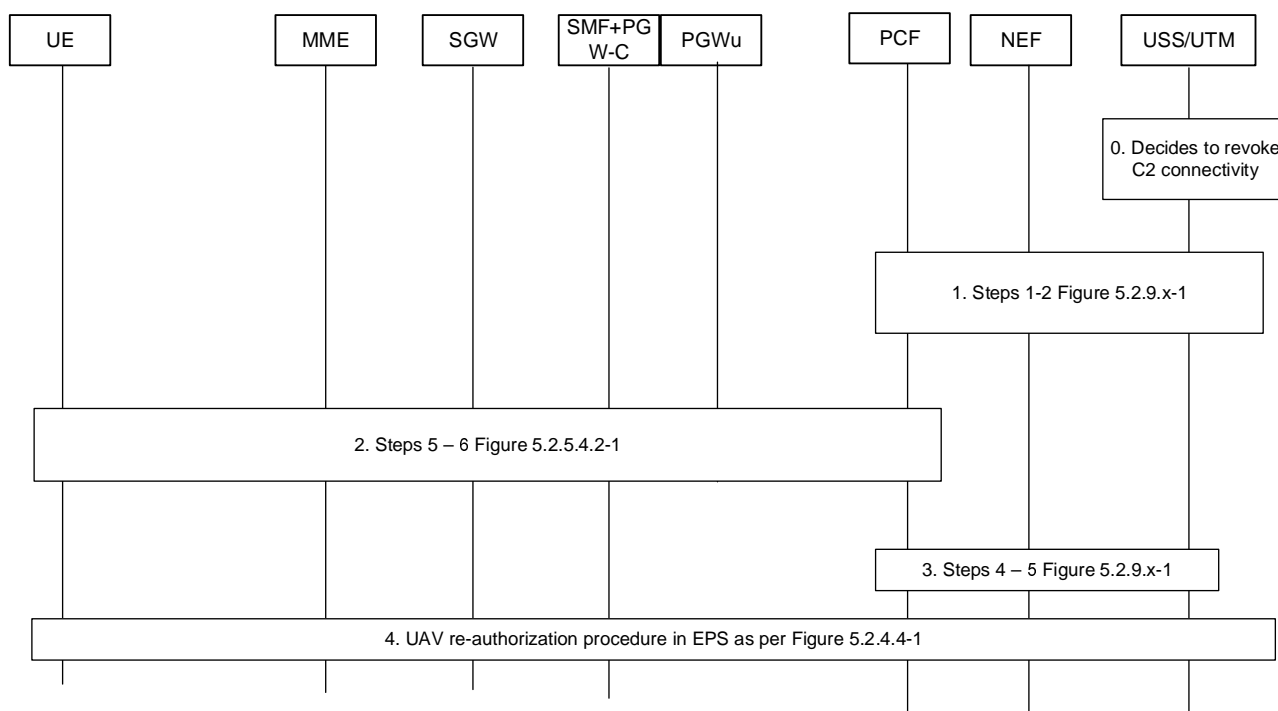 UE
MME
SGW
SMF+PG
W-C
PGWu
PCF
NEF
USS/UTM
0. Decides to revoke
C2 connectivity
1. Steps 1-2 Figure 5.2.9.x-1
2. Steps 5 – 6 Figure 5.2.5.4.2-1
3. Steps 4 – 5 Figure 5.2.9.x-1
4. UAV re-authorization procedure in EPS as per Figure 5.2.4.4-1